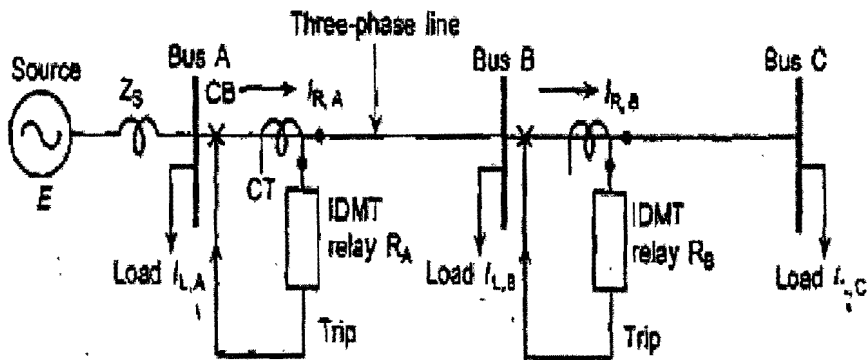 Three-phase line
Source
Bus A
Bus B
Bus C
Z_S
CB
I_R,A
I_R,B
E
CT
IDMT
relay R_A
IDMT
relay R_B
Load I_L,A
Load I_L,B
Load I_L,C
Trip
Trip